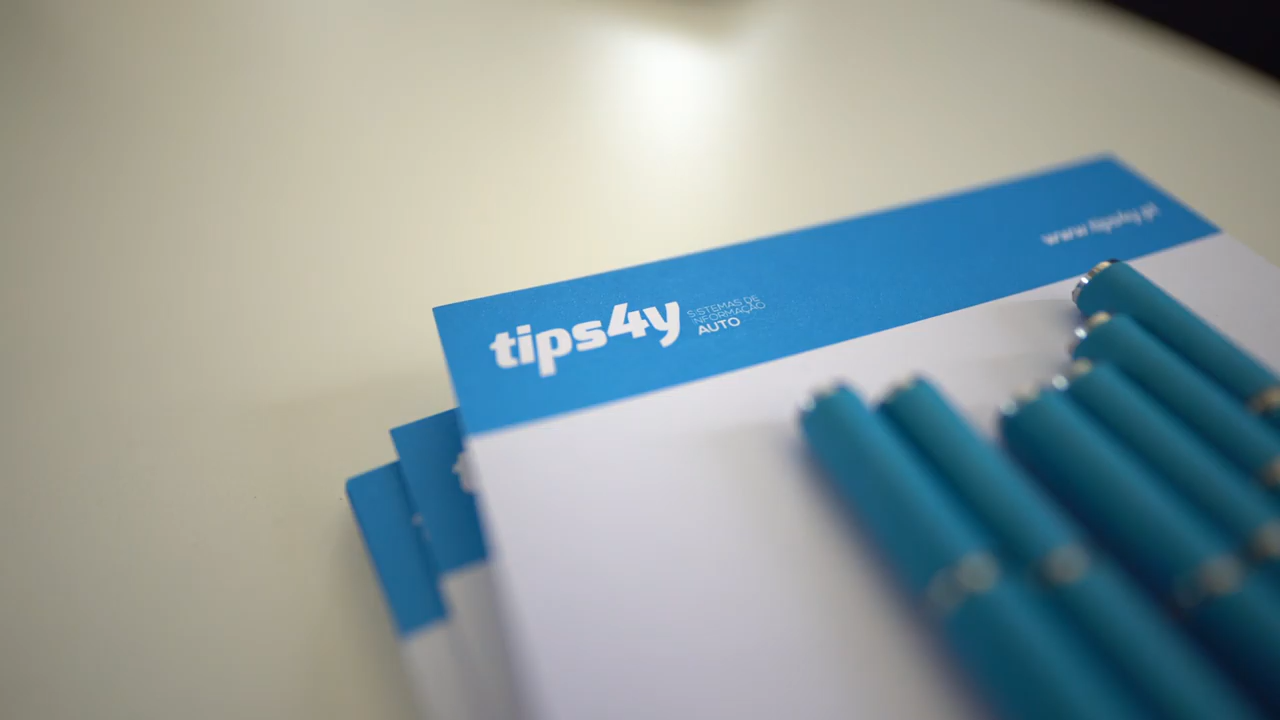 tips4y
SISTEMAS DE
INFORMAÇÃO
AUTO
www.tips4y.pt